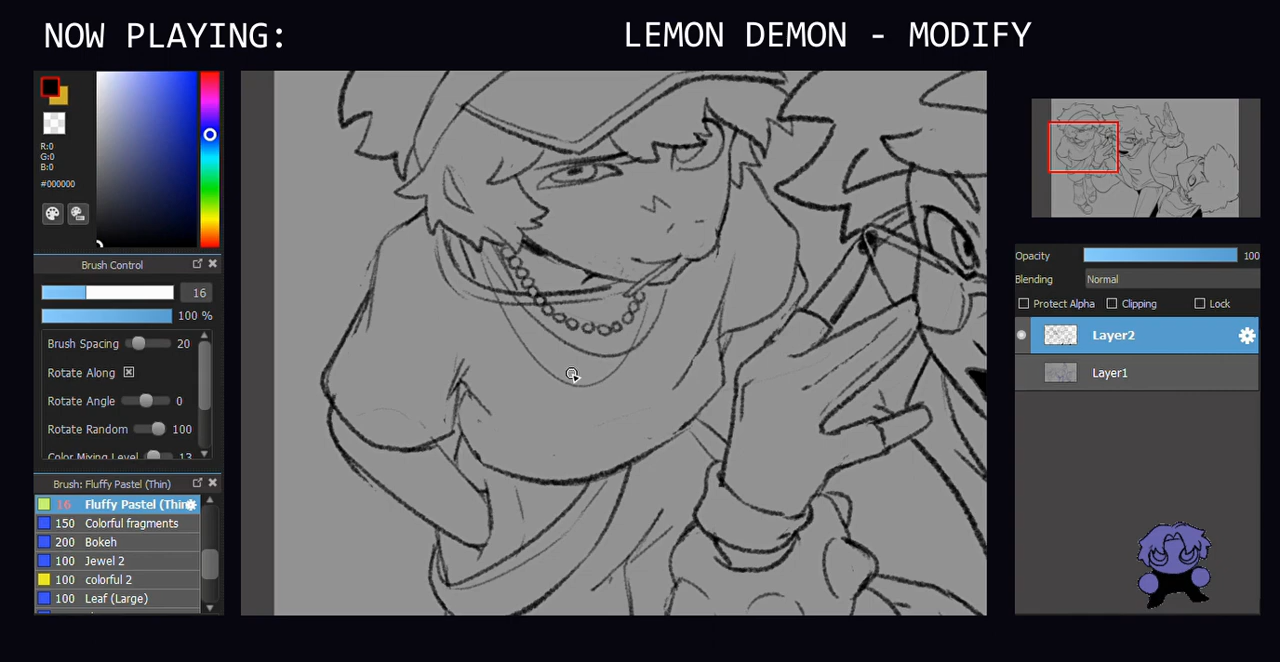 NOW PLAYING:
LEMON DEMON - MODIFY
R:0
G:0
B:0
#000000
Brush Control
16
100 %
Brush Spacing 20
Rotate Along
Rotate Angle 0
Rotate Random 100
Color Mixing Level 13
Brush: Fluffy Pastel (Thin)
16 Fluffy Pastel (Thin
150 Colorful fragments
200 Bokeh
100 Jewel 2
100 colorful 2
100 Leaf (Large)
Opacity 100
Blending Normal
Protect Alpha Clipping Lock
Layer2
Layer1